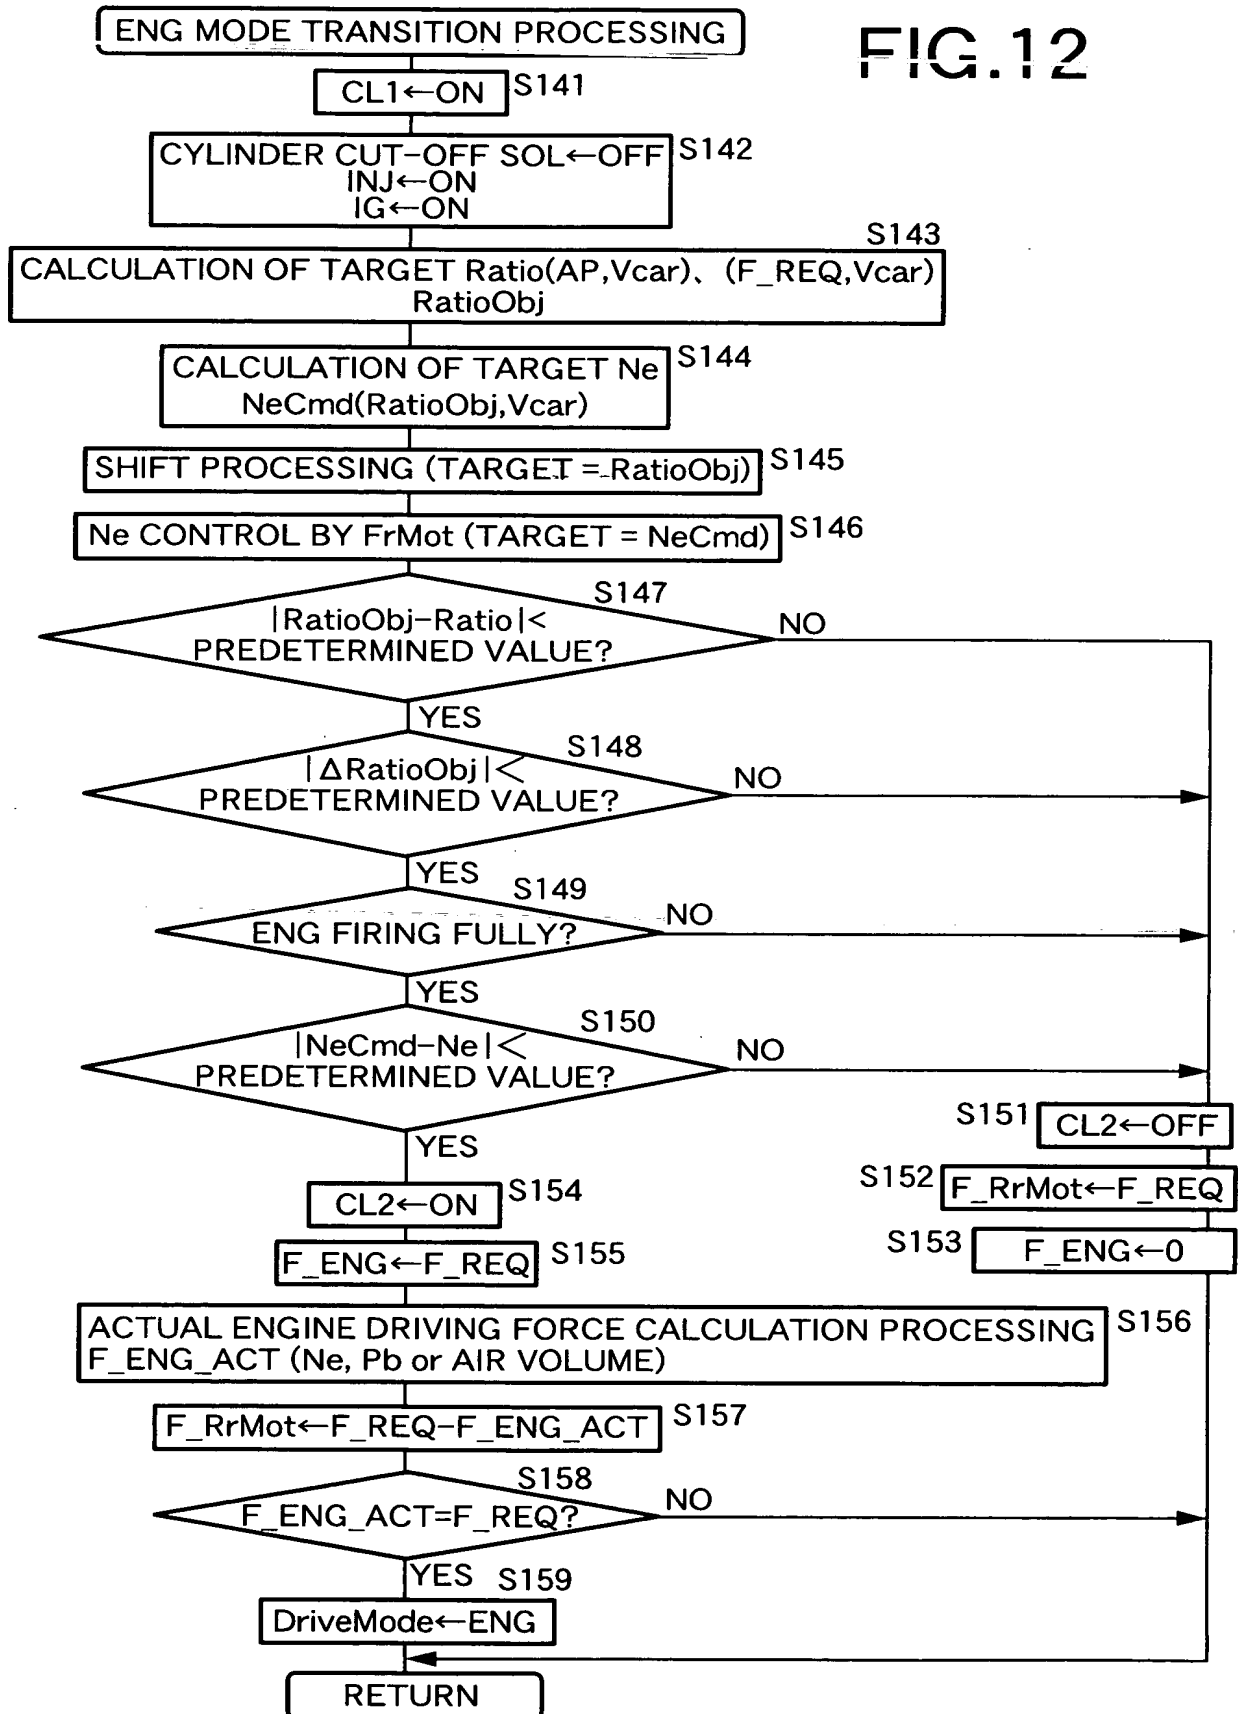 ENG MODE TRANSITION PROCESSING
FIG.12
CL1←ON
S141
CYLINDER CUT-OFF SOL←OFF
INJ←ON
IG←ON
S142
S143
CALCULATION OF TARGET Ratio(AP,Vcar)、(F_REQ,Vcar)
RatioObj
CALCULATION OF TARGET Ne
NeCmd(RatioObj,Vcar)
S144
SHIFT PROCESSING (TARGET = RatioObj)
S145
Ne CONTROL BY FrMot (TARGET = NeCmd)
S146
S147
|RatioObj-Ratio|<
PREDETERMINED VALUE?
NO
YES
S148
|ΔRatioObj|<
PREDETERMINED VALUE?
NO
YES
S149
ENG FIRING FULLY?
NO
YES
S150
|NeCmd-Ne|<
PREDETERMINED VALUE?
NO
YES
S151
CL2←OFF
S152
F_RrMot←F_REQ
S153
F_ENG←0
CL2←ON
S154
F_ENG←F_REQ
S155
ACTUAL ENGINE DRIVING FORCE CALCULATION PROCESSING
F_ENG_ACT (Ne, Pb or AIR VOLUME)
S156
F_RrMot←F_REQ-F_ENG_ACT
S157
S158
F_ENG_ACT=F_REQ?
NO
YES
S159
DriveMode←ENG
RETURN